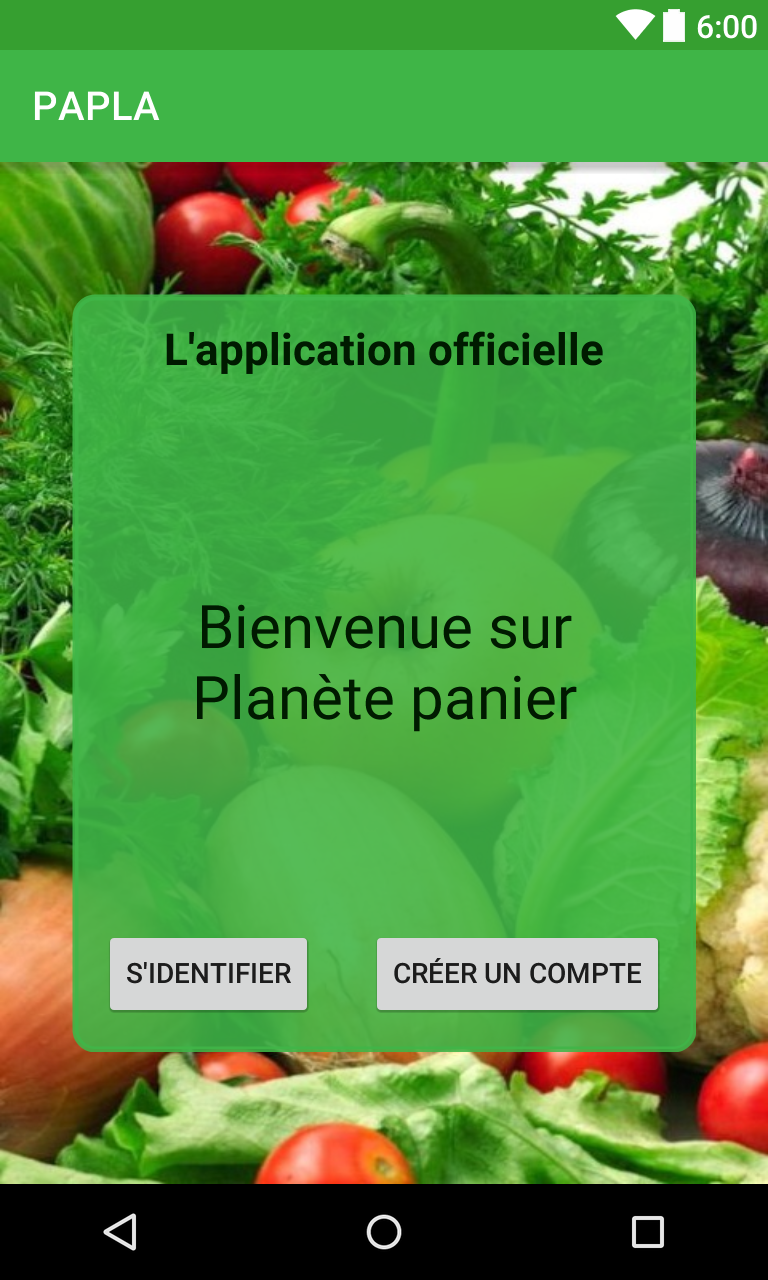 6:00
PAPLA
L'application officielle
Bienvenue sur
Planète panier
S'IDENTIFIER
CRÉER UN COMPTE